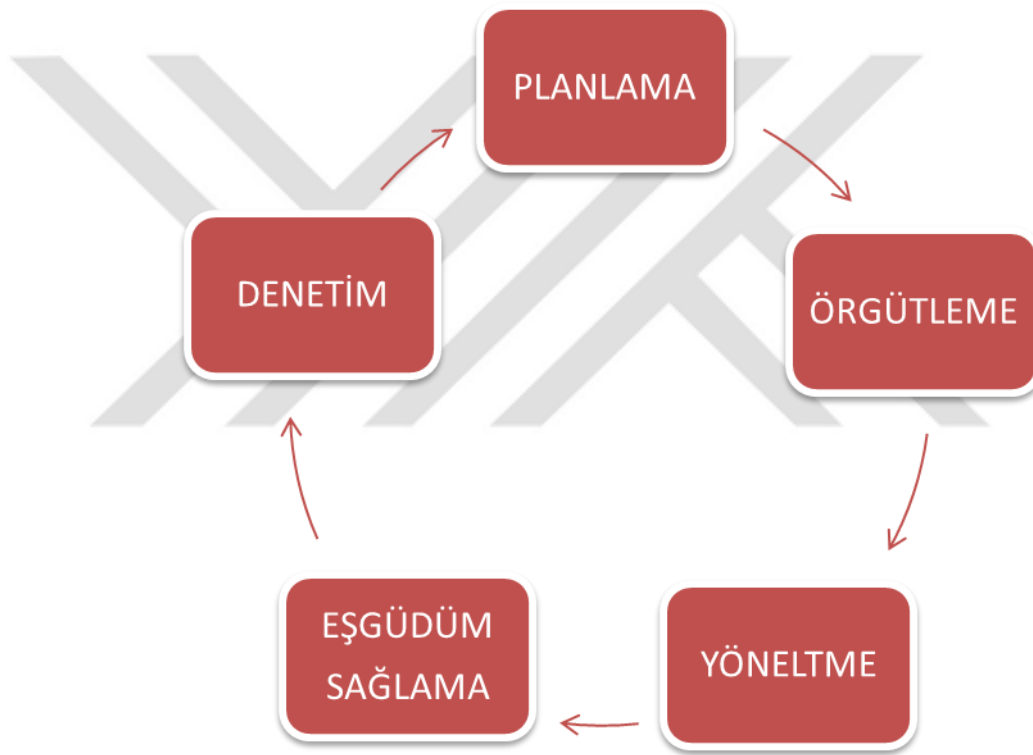 PLANLAMA
ÖRGÜTLEME
YÖNELTME
EŞGÜDÜM
SAĞLAMA
DENETİM